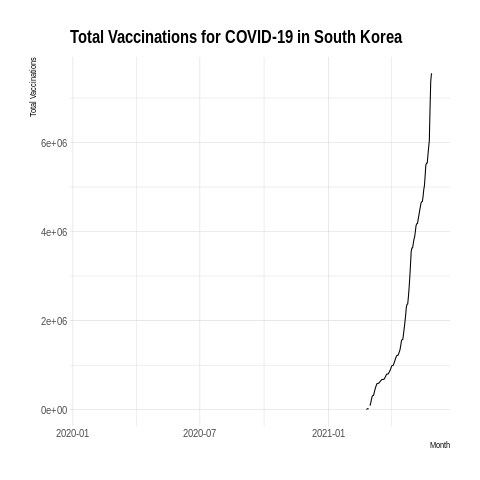 Total Vaccinations for COVID-19 in South Korea
Total Vaccinations
6e+06
4e+06
2e+06
0e+00
2020-01
2020-07
2021-01
Month